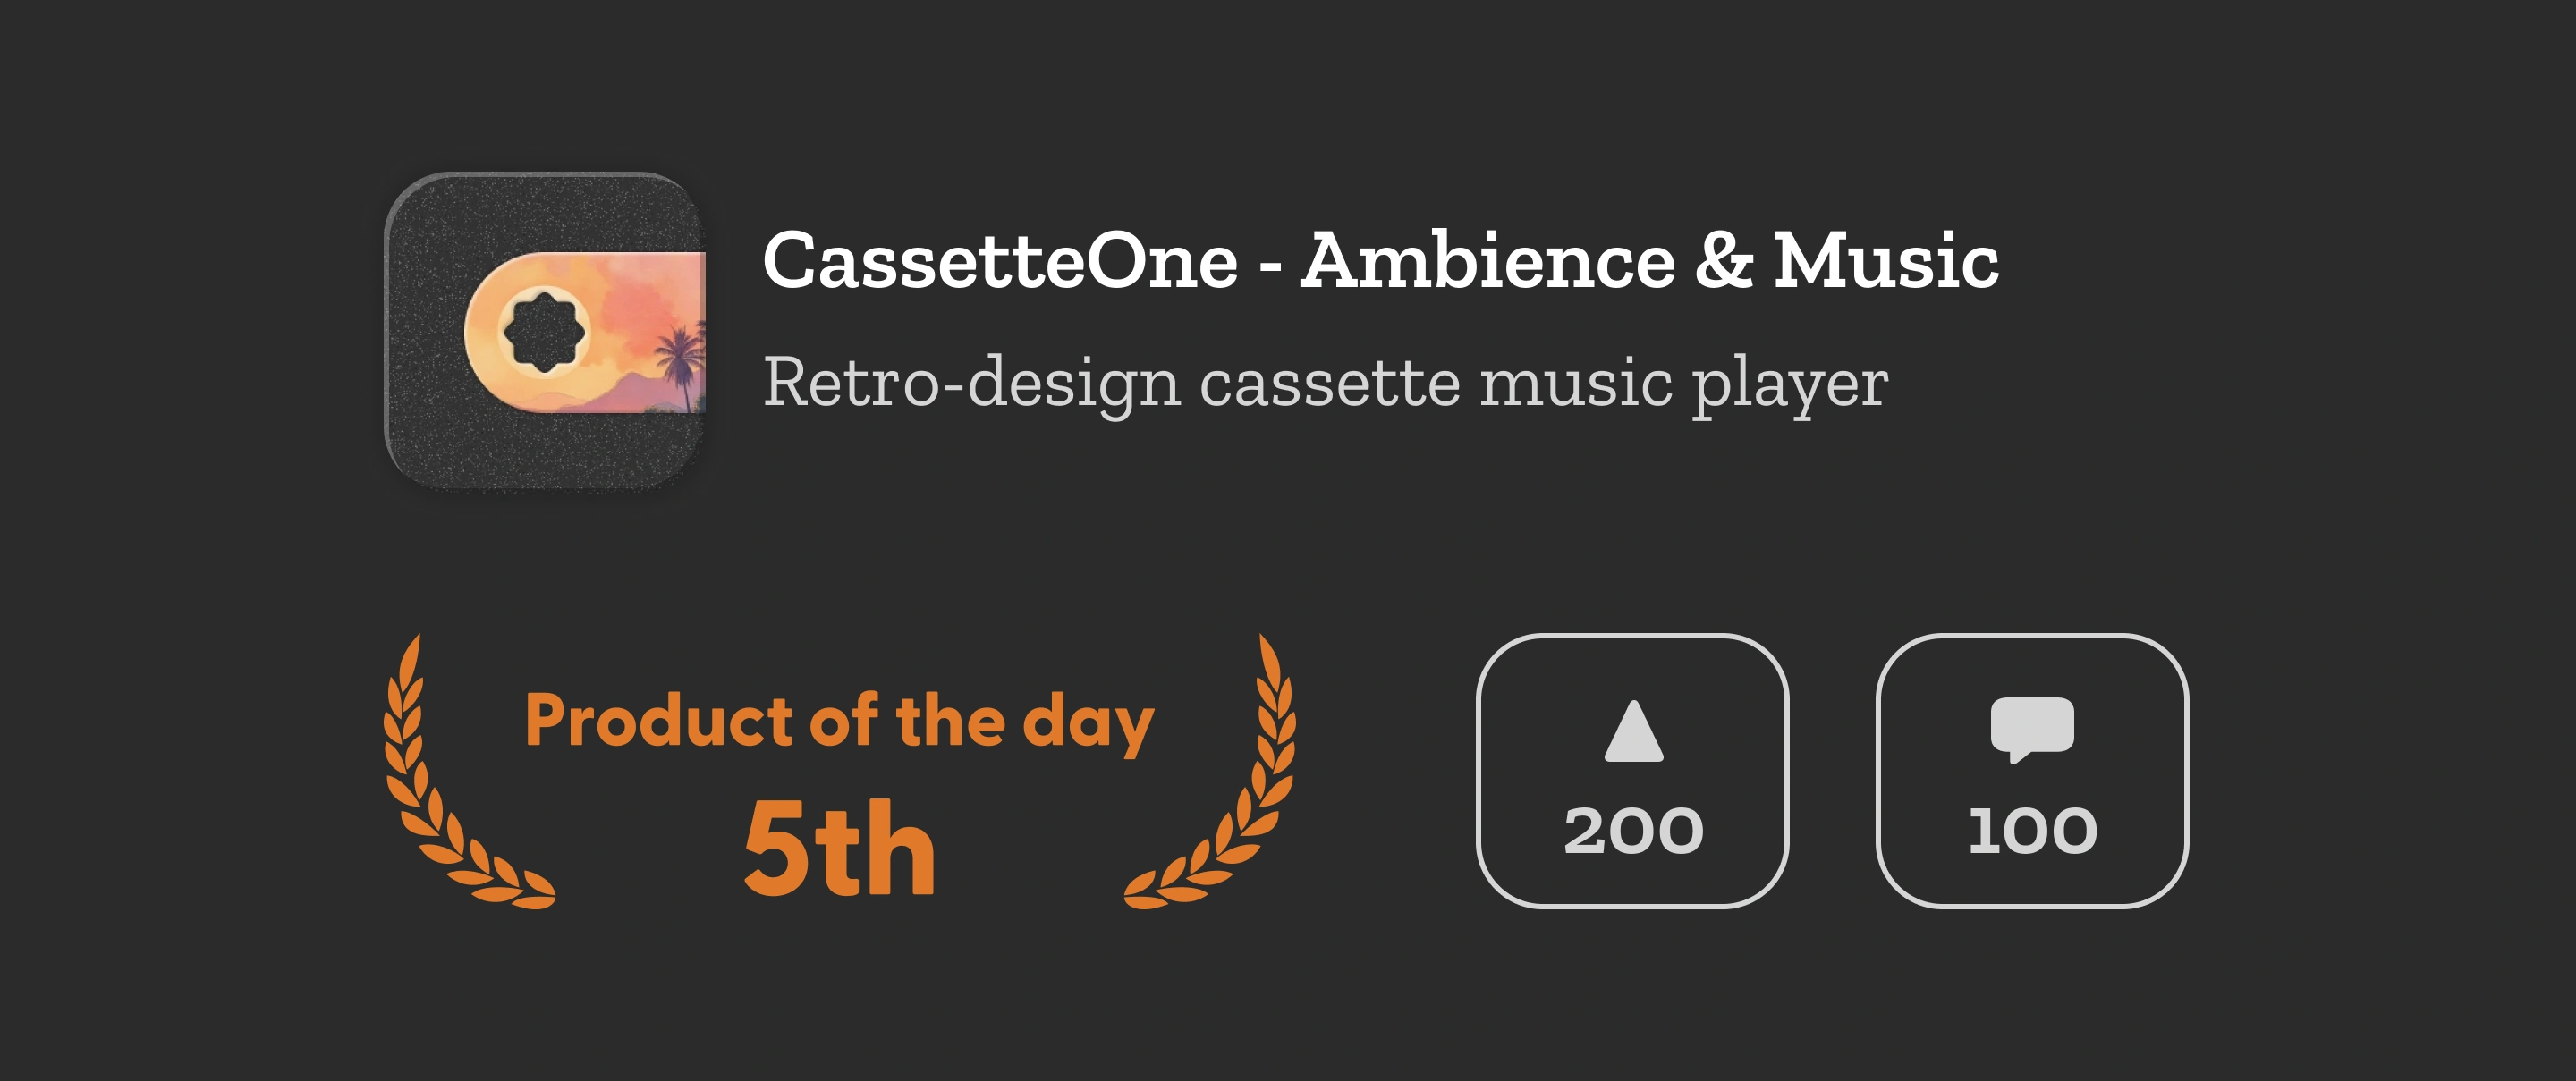 CassetteOne - Ambience & Music
Retro-design cassette music player
Product of the day
5th
200
100